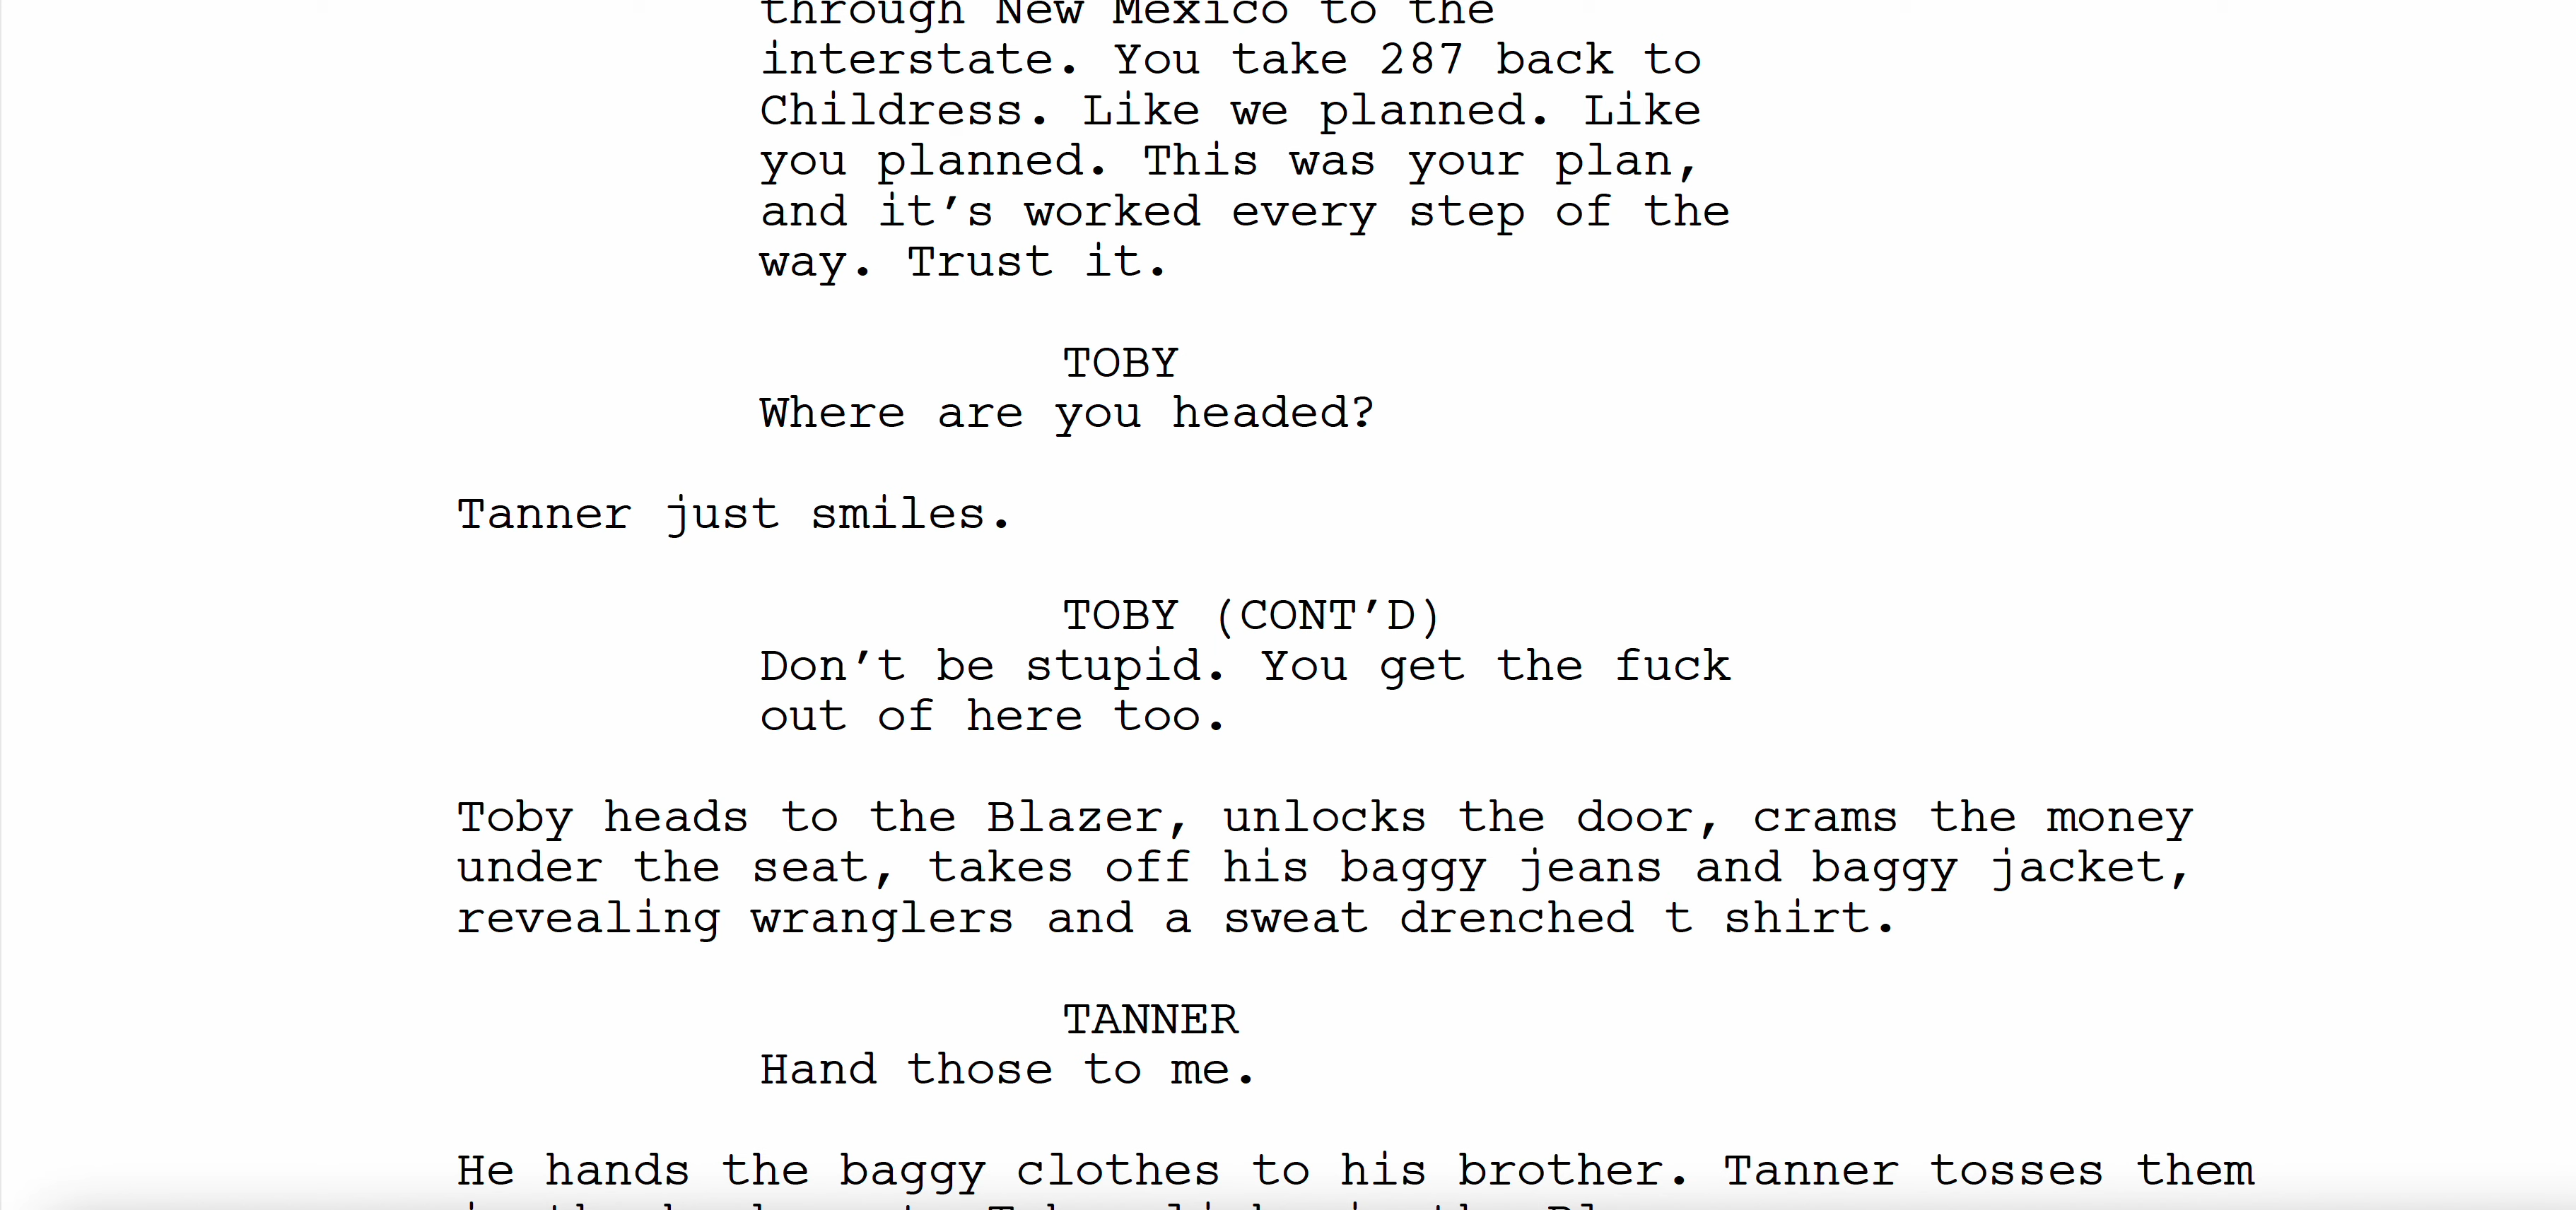 through New Mexico to the
interstate. You take 287 back to
Childress. Like we planned. Like
you planned. This was your plan,
and it’s worked every step of the
way. Trust it.
TOBY
Where are you headed?
Tanner just smiles.
TOBY (CONT’D)
Don’t be stupid. You get the fuck
out of here too.
Toby heads to the Blazer, unlocks the door, crams the money
under the seat, takes off his baggy jeans and baggy jacket,
revealing wranglers and a sweat drenched t shirt.
TANNER
Hand those to me.
He hands the baggy clothes to his brother. Tanner tosses them